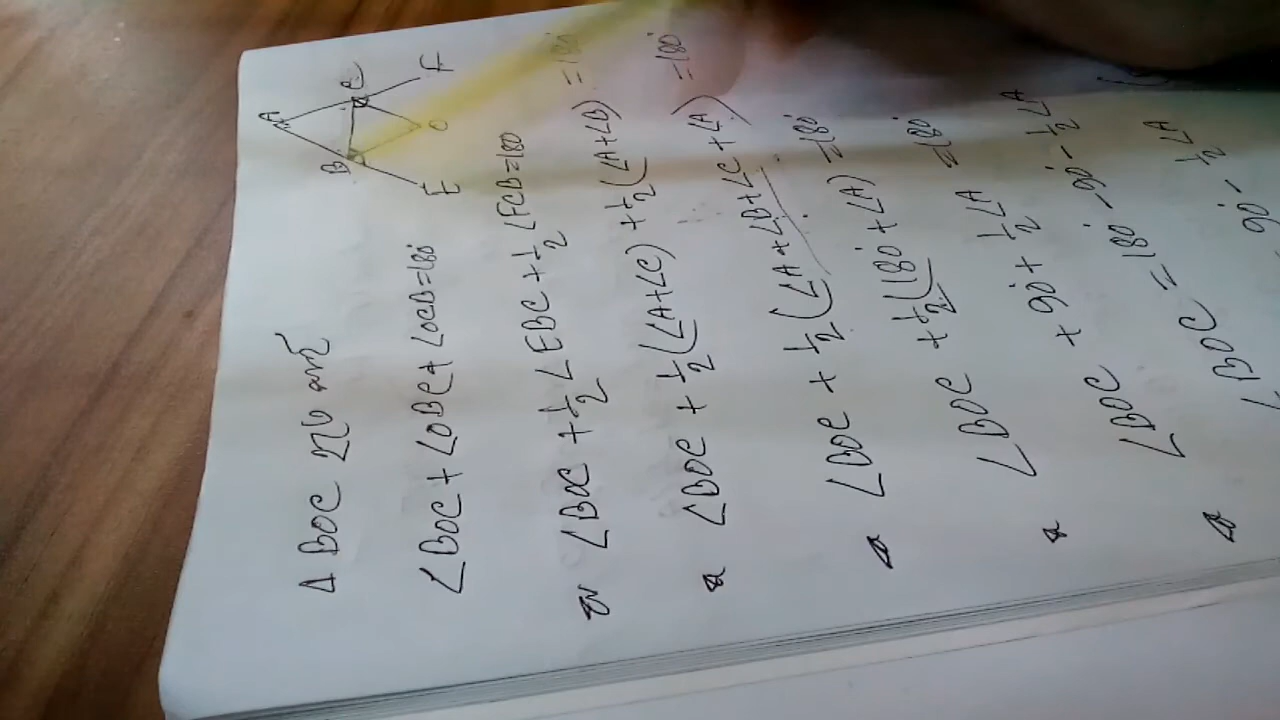 A
B
C
E
O
F
Δ BOC
∠BOC + ∠OBC + ∠OCB = 180°
∠BOC + 1/2 ∠EBC + 1/2 ∠FCB = 180
∠BOC + 1/2 (∠A+∠C) + 1/2 (∠A+∠B) = 180°
∠BOC + 1/2 (∠A+∠B+∠C+∠A) = 180°
∠BOC + 1/2 (180°+∠A) = 180°
∠BOC + 90° + 1/2 ∠A = 180°
∠BOC = 180° - 90° - 1/2 ∠A
∠BOC 90° - 1/2 ∠A